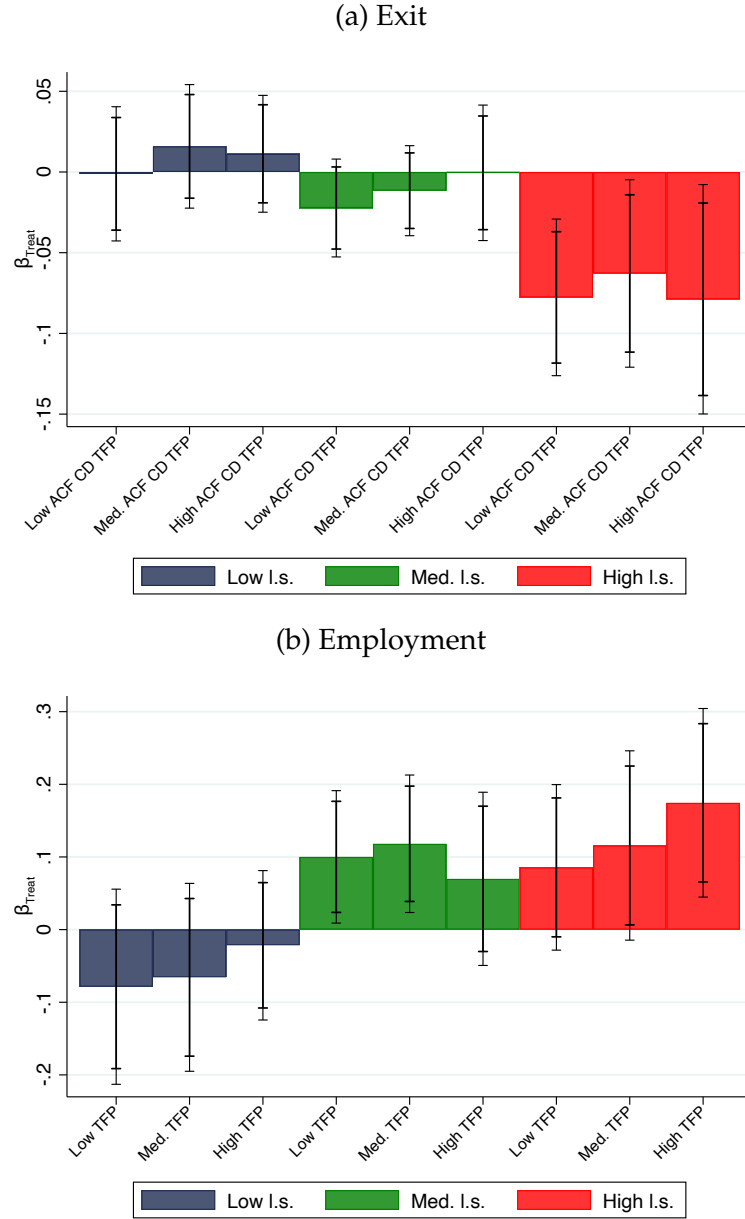 (a) Exit
.05
0
-.05
-.1
-.15
βTreat
Low ACF CD TFP
Med. ACF CD TFP
High ACF CD TFP
Low ACF CD TFP
Med. ACF CD TFP
High ACF CD TFP
Low ACF CD TFP
Med. ACF CD TFP
High ACF CD TFP
Low l.s. Med. l.s. High l.s.
(b) Employment
.3
.2
.1
0
-.1
-.2
βTreat
Low TFP
Med. TFP
High TFP
Low TFP
Med. TFP
High TFP
Low TFP
Med. TFP
High TFP
Low l.s. Med. l.s. High l.s.